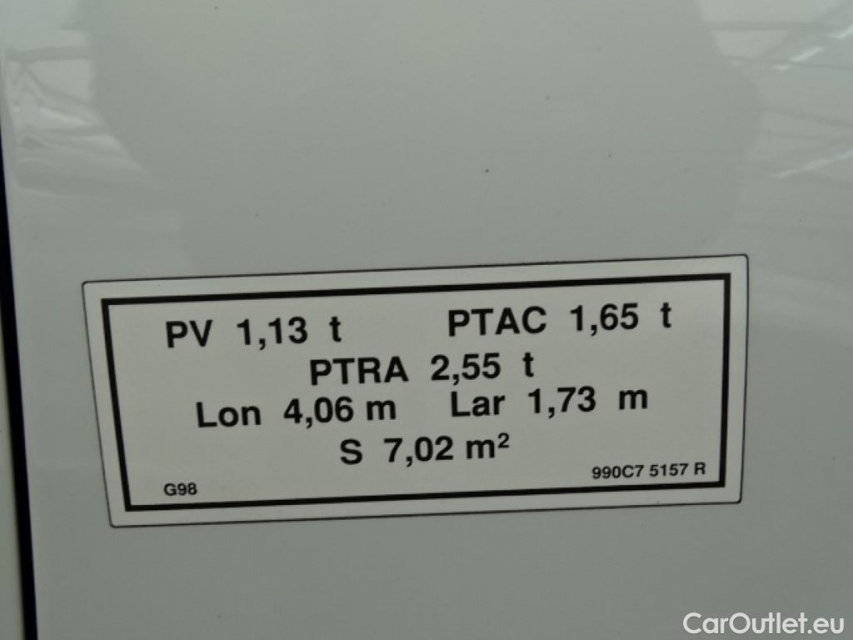 PV 1,13 t PTAC 1,65 t
PTRA 2,55 t
Lon 4,06 m Lar 1,73 m
S 7,02 m²
G98 990C7 5157 R
CarOutlet.eu